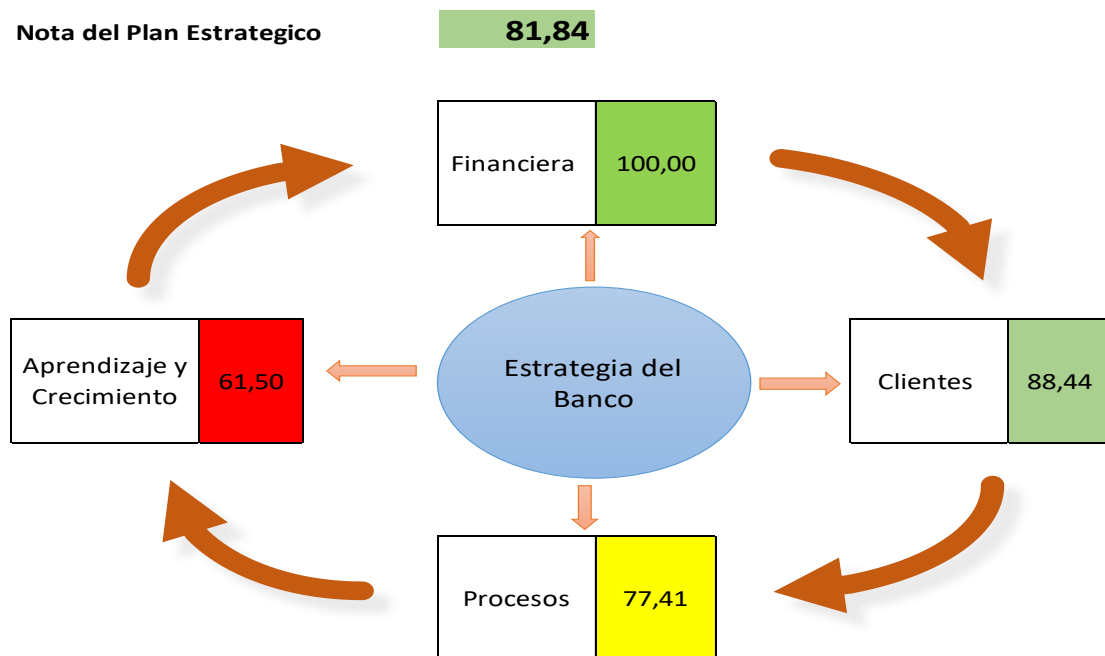 Nota del Plan Estrategico 81,84
Financiera 100,00
Aprendizaje y
Crecimiento
61,50
Estrategia del
Banco
Clientes 88,44
Procesos 77,41